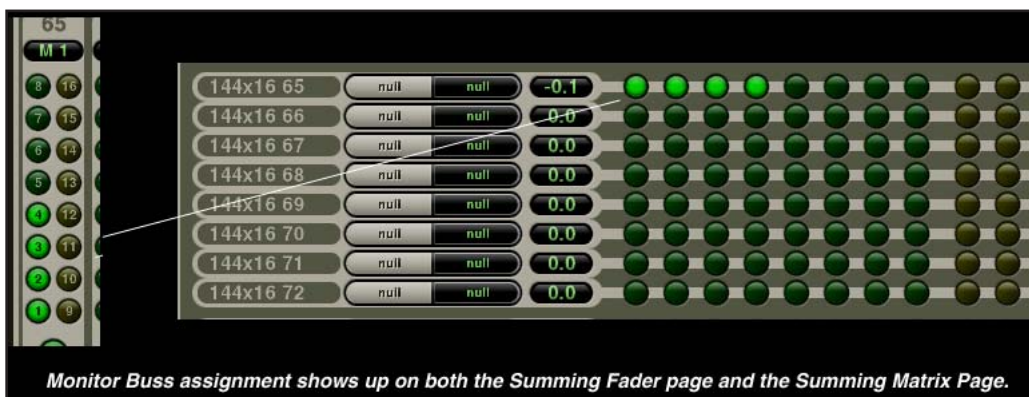 65
M 1
8 16
7 15
6 14
5 13
4 12
3 11
2 10
1 9
144x16 65 null null -0.1
144x16 66 null null 0.0
144x16 67 null null 0.0
144x16 68 null null 0.0
144x16 69 null null 0.0
144x16 70 null null 0.0
144x16 71 null null 0.0
144x16 72 null null 0.0
Monitor Buss assignment shows up on both the Summing Fader page and the Summing Matrix Page.